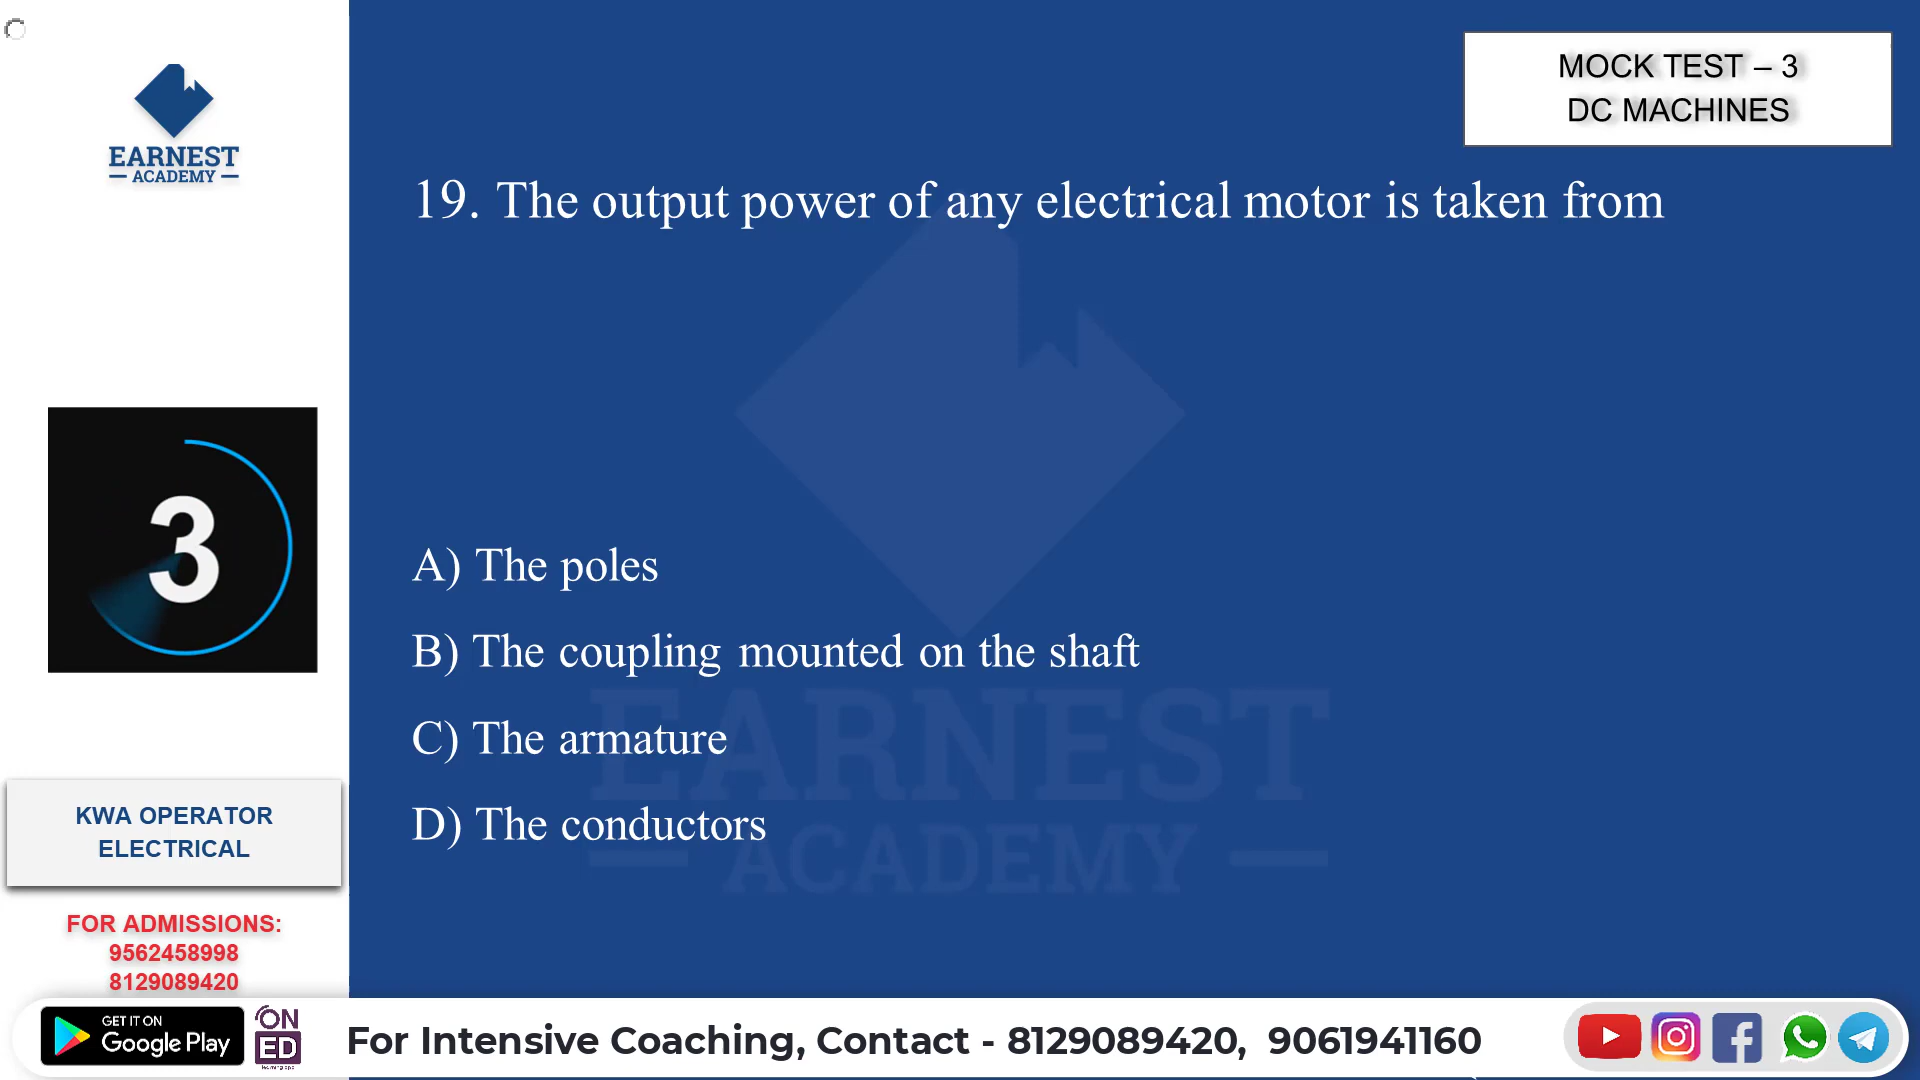 EARNEST
ACADEMY
MOCK TEST – 3
DC MACHINES
19. The output power of any electrical motor is taken from
3
A) The poles
B) The coupling mounted on the shaft
C) The armature
D) The conductors
EARNEST
ACADEMY
KWA OPERATOR
ELECTRICAL
FOR ADMISSIONS:
9562458998
8129089420
GET IT ON
Google Play
ON
ED
For Intensive Coaching, Contact - 8129089420, 9061941160